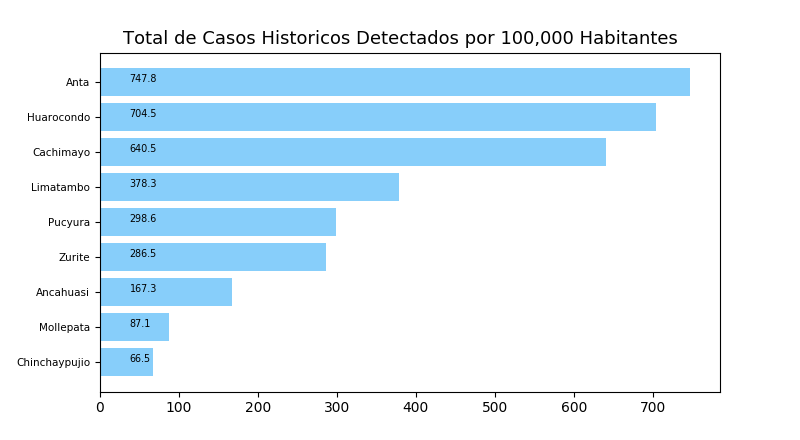 Total de Casos Historicos Detectados por 100,000 Habitantes
Anta 747.8
Huarocondo 704.5
Cachimayo 640.5
Limatambo 378.3
Pucyura 298.6
Zurite 286.5
Ancahuasi 167.3
Mollepata 87.1
Chinchaypujio 66.5
0 100 200 300 400 500 600 700